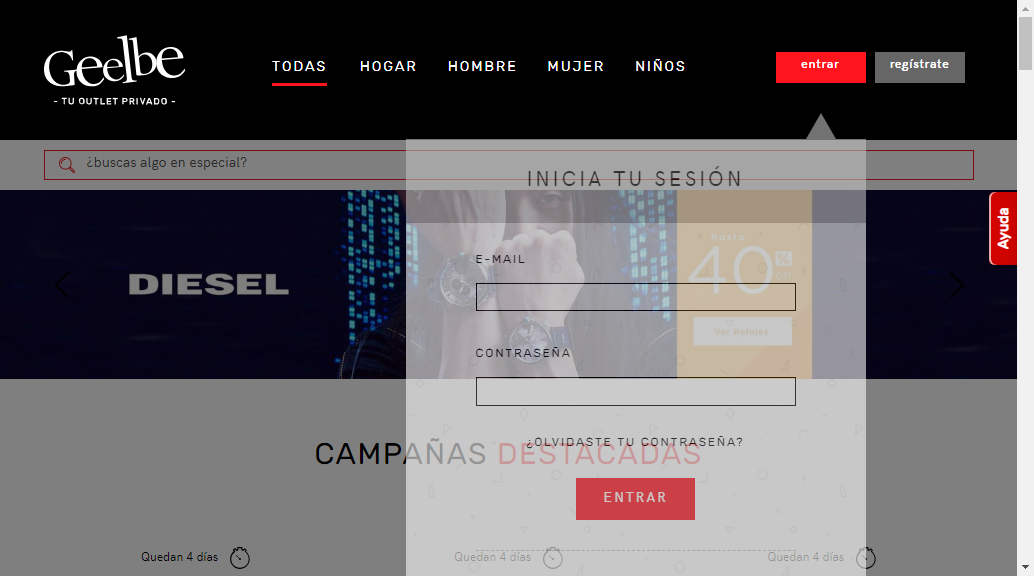 Geelbe
- TU OUTLET PRIVADO -
TODAS HOGAR HOMBRE MUJER NIÑOS
entrar regístrate
¿buscas algo en especial?
INICIA TU SESIÓN
Ayuda
DIESEL
Hasta
40%
Off
Ver Relojes
E-MAIL
CONTRASEÑA
¿OLVIDASTE TU CONTRASEÑA?
CAMPAÑAS DESTACADAS
ENTRAR
Quedan 4 días Quedan 4 días Quedan 4 días